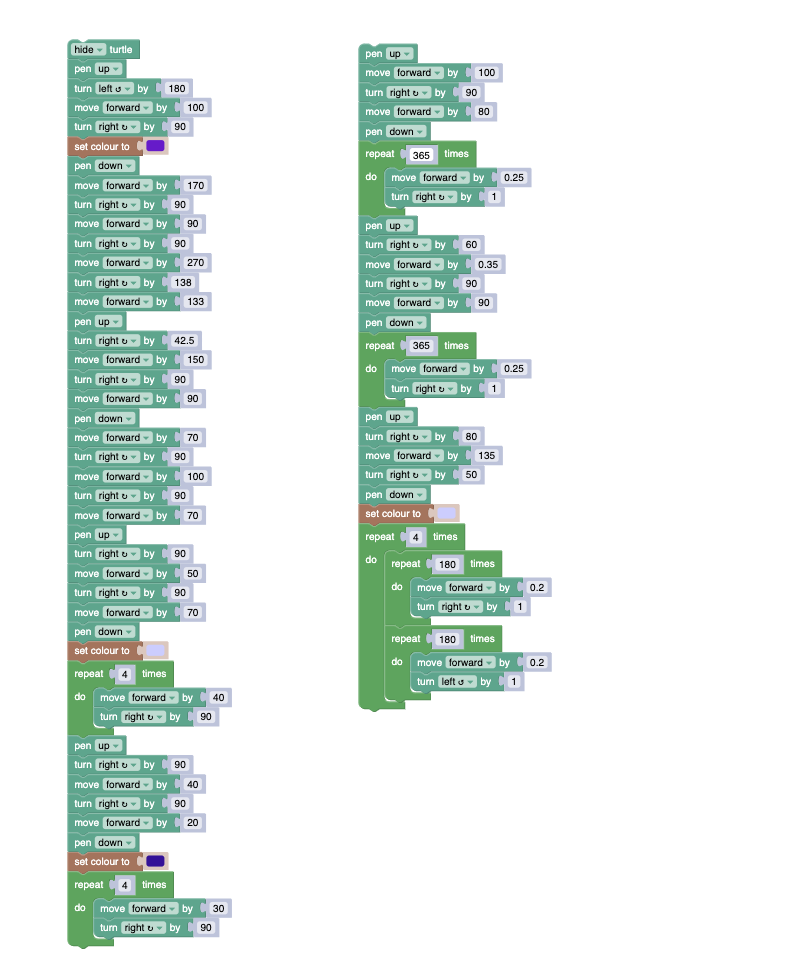 hide turtle
pen up
turn left ↺ by 180
move forward by 100
turn right ↻ by 90
set colour to
pen down
move forward by 170
turn right ↻ by 90
move forward by 90
turn right ↻ by 90
move forward by 270
turn right ↻ by 138
move forward by 133
pen up
turn right ↻ by 42.5
move forward by 150
turn right ↻ by 90
move forward by 90
pen down
move forward by 70
turn right ↻ by 90
move forward by 100
turn right ↻ by 90
move forward by 70
pen up
turn right ↻ by 90
move forward by 50
turn right ↻ by 90
move forward by 70
pen down
set colour to
repeat 4 times
do move forward by 40
turn right ↻ by 90
pen up
turn right ↻ by 90
move forward by 40
turn right ↻ by 90
move forward by 20
pen down
set colour to
repeat 4 times
do move forward by 30
turn right ↻ by 90
pen up
move forward by 100
turn right ↻ by 90
move forward by 80
pen down
repeat 365 times
do move forward by 0.25
turn right ↻ by 1
pen up
turn right ↻ by 60
move forward by 0.35
turn right ↻ by 90
move forward by 90
pen down
repeat 365 times
do move forward by 0.25
turn right ↻ by 1
pen up
turn right ↻ by 80
move forward by 135
turn right ↻ by 50
pen down
set colour to
repeat 4 times
do repeat 180 times
do move forward by 0.2
turn right ↻ by 1
repeat 180 times
do move forward by 0.2
turn left ↺ by 1